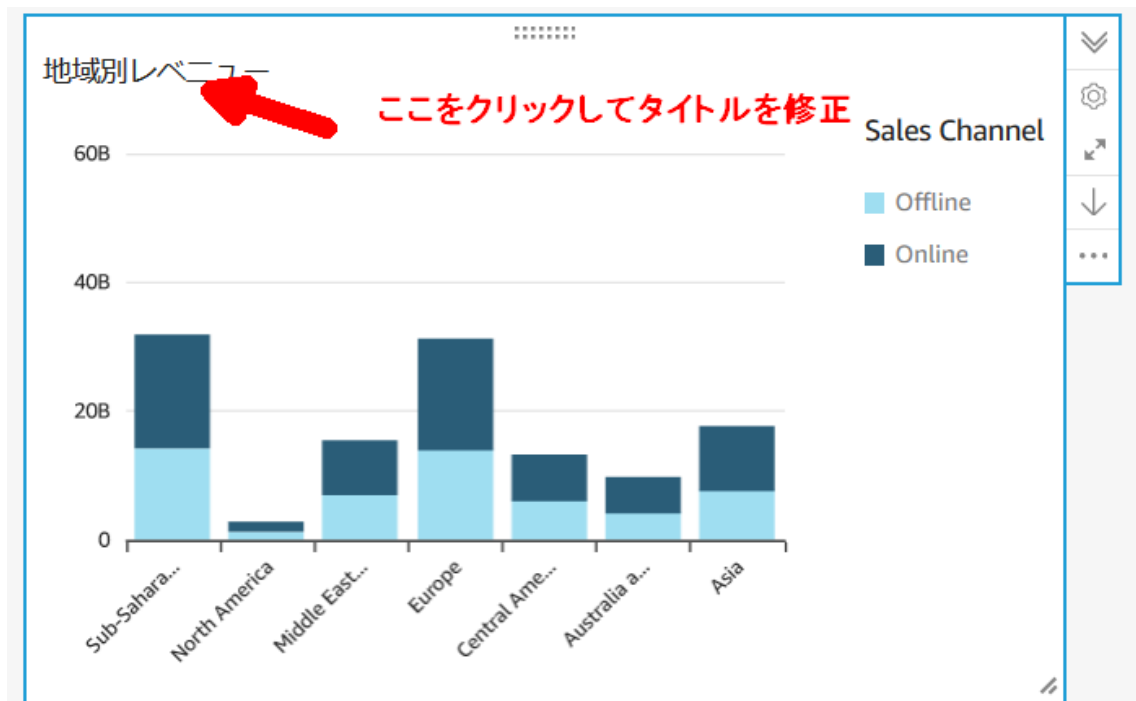 地域別レベニュー
ここをクリックしてタイトルを修正
Sales Channel
Offline
Online
60B
40B
20B
0
Sub-Sahara...
North America
Middle East...
Europe
Central Ame...
Australia a...
Asia